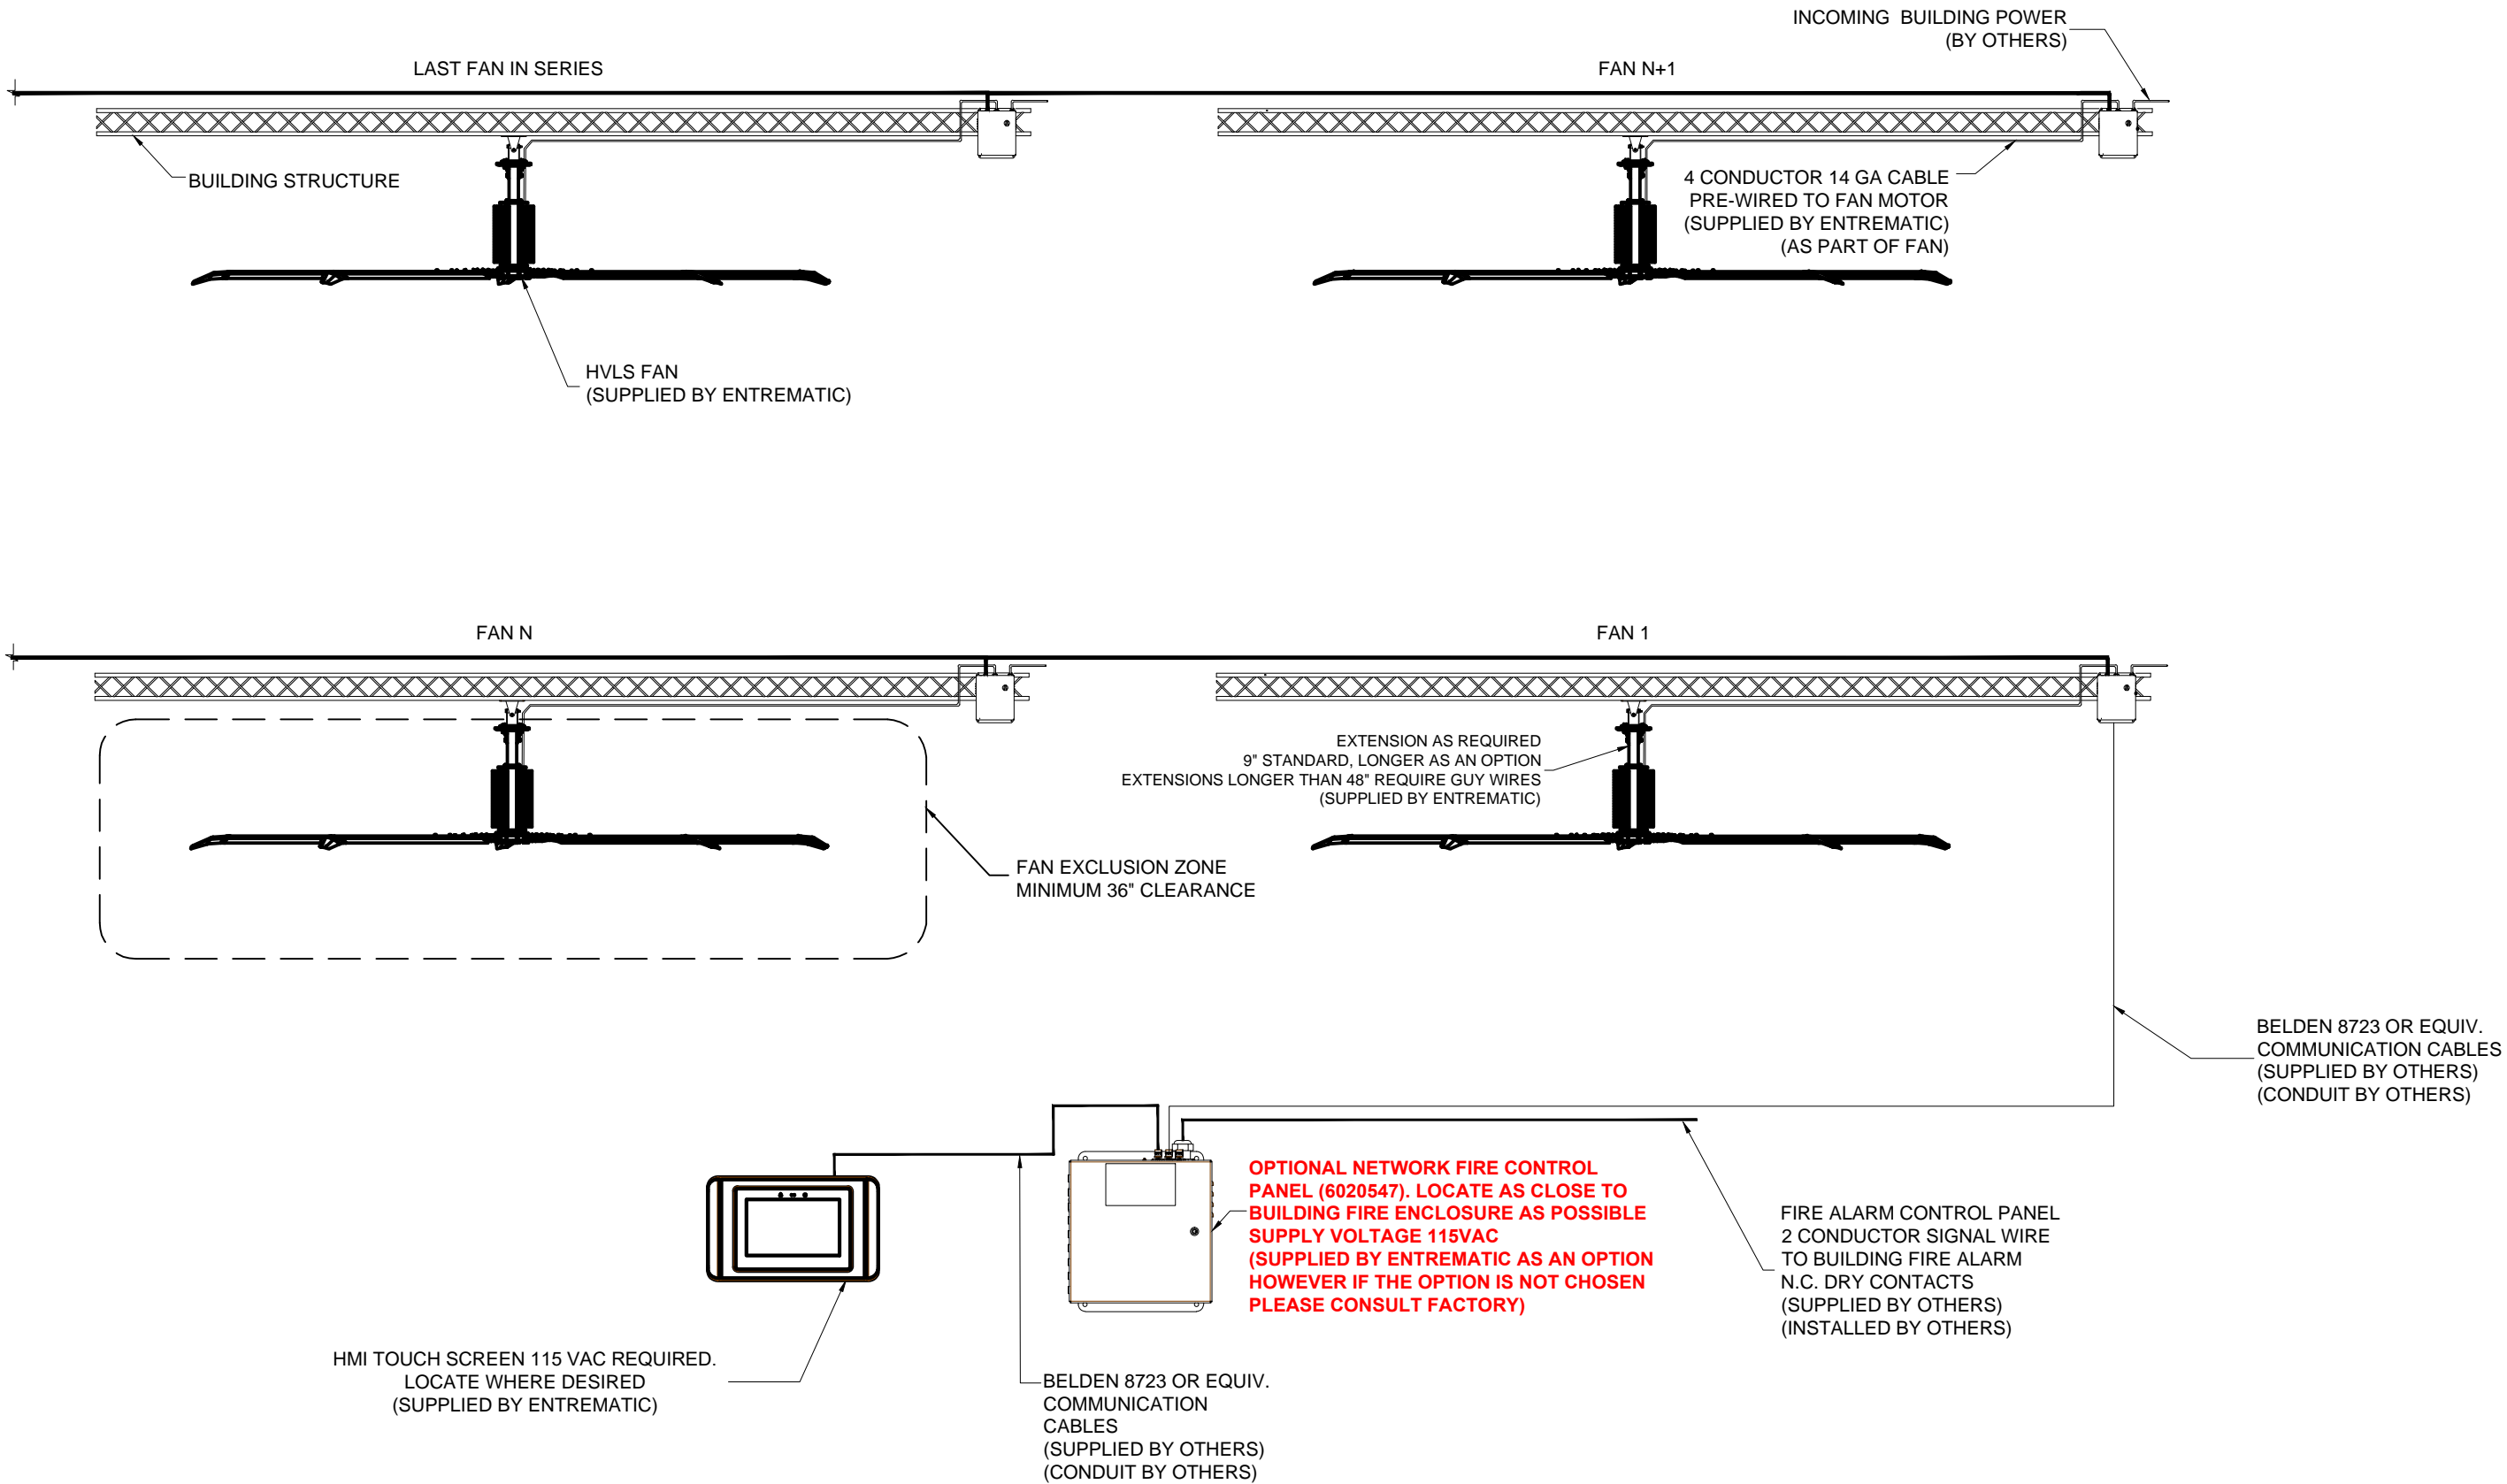 INCOMING BUILDING POWER
(BY OTHERS)
LAST FAN IN SERIES
FAN N+1
BUILDING STRUCTURE
4 CONDUCTOR 14 GA CABLE
PRE-WIRED TO FAN MOTOR
(SUPPLIED BY ENTREMATIC)
(AS PART OF FAN)
HVLS FAN
(SUPPLIED BY ENTREMATIC)
FAN N
FAN 1
EXTENSION AS REQUIRED
9" STANDARD, LONGER AS AN OPTION
EXTENSIONS LONGER THAN 48" REQUIRE GUY WIRES
(SUPPLIED BY ENTREMATIC)
FAN EXCLUSION ZONE
MINIMUM 36" CLEARANCE
BELDEN 8723 OR EQUIV.
COMMUNICATION CABLES
(SUPPLIED BY OTHERS)
(CONDUIT BY OTHERS)
OPTIONAL NETWORK FIRE CONTROL
PANEL (6020547). LOCATE AS CLOSE TO
BUILDING FIRE ENCLOSURE AS POSSIBLE
SUPPLY VOLTAGE 115VAC
(SUPPLIED BY ENTREMATIC AS AN OPTION
HOWEVER IF THE OPTION IS NOT CHOSEN
PLEASE CONSULT FACTORY)
FIRE ALARM CONTROL PANEL
2 CONDUCTOR SIGNAL WIRE
TO BUILDING FIRE ALARM
N.C. DRY CONTACTS
(SUPPLIED BY OTHERS)
(INSTALLED BY OTHERS)
HMI TOUCH SCREEN 115 VAC REQUIRED.
LOCATE WHERE DESIRED
(SUPPLIED BY ENTREMATIC)
BELDEN 8723 OR EQUIV.
COMMUNICATION
CABLES
(SUPPLIED BY OTHERS)
(CONDUIT BY OTHERS)